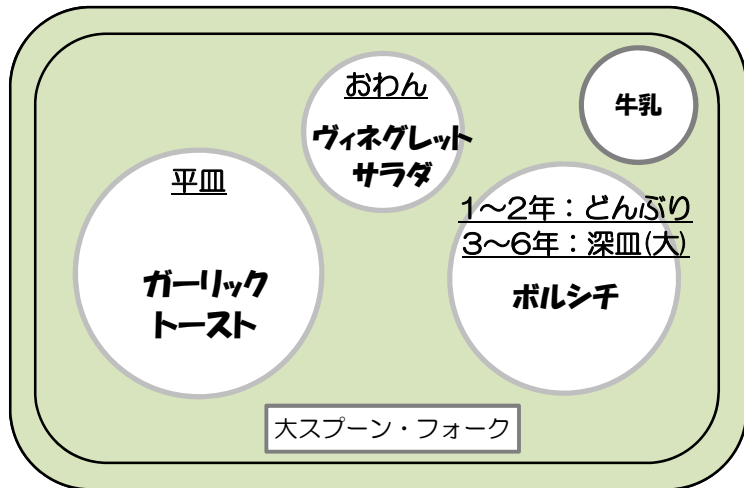 おわん
ヴィネグレット
サラダ
牛乳
平皿
ガーリック
トースト
1～2年：どんぶり
3～6年：深皿(大)
ボルシチ
大スプーン・フォーク